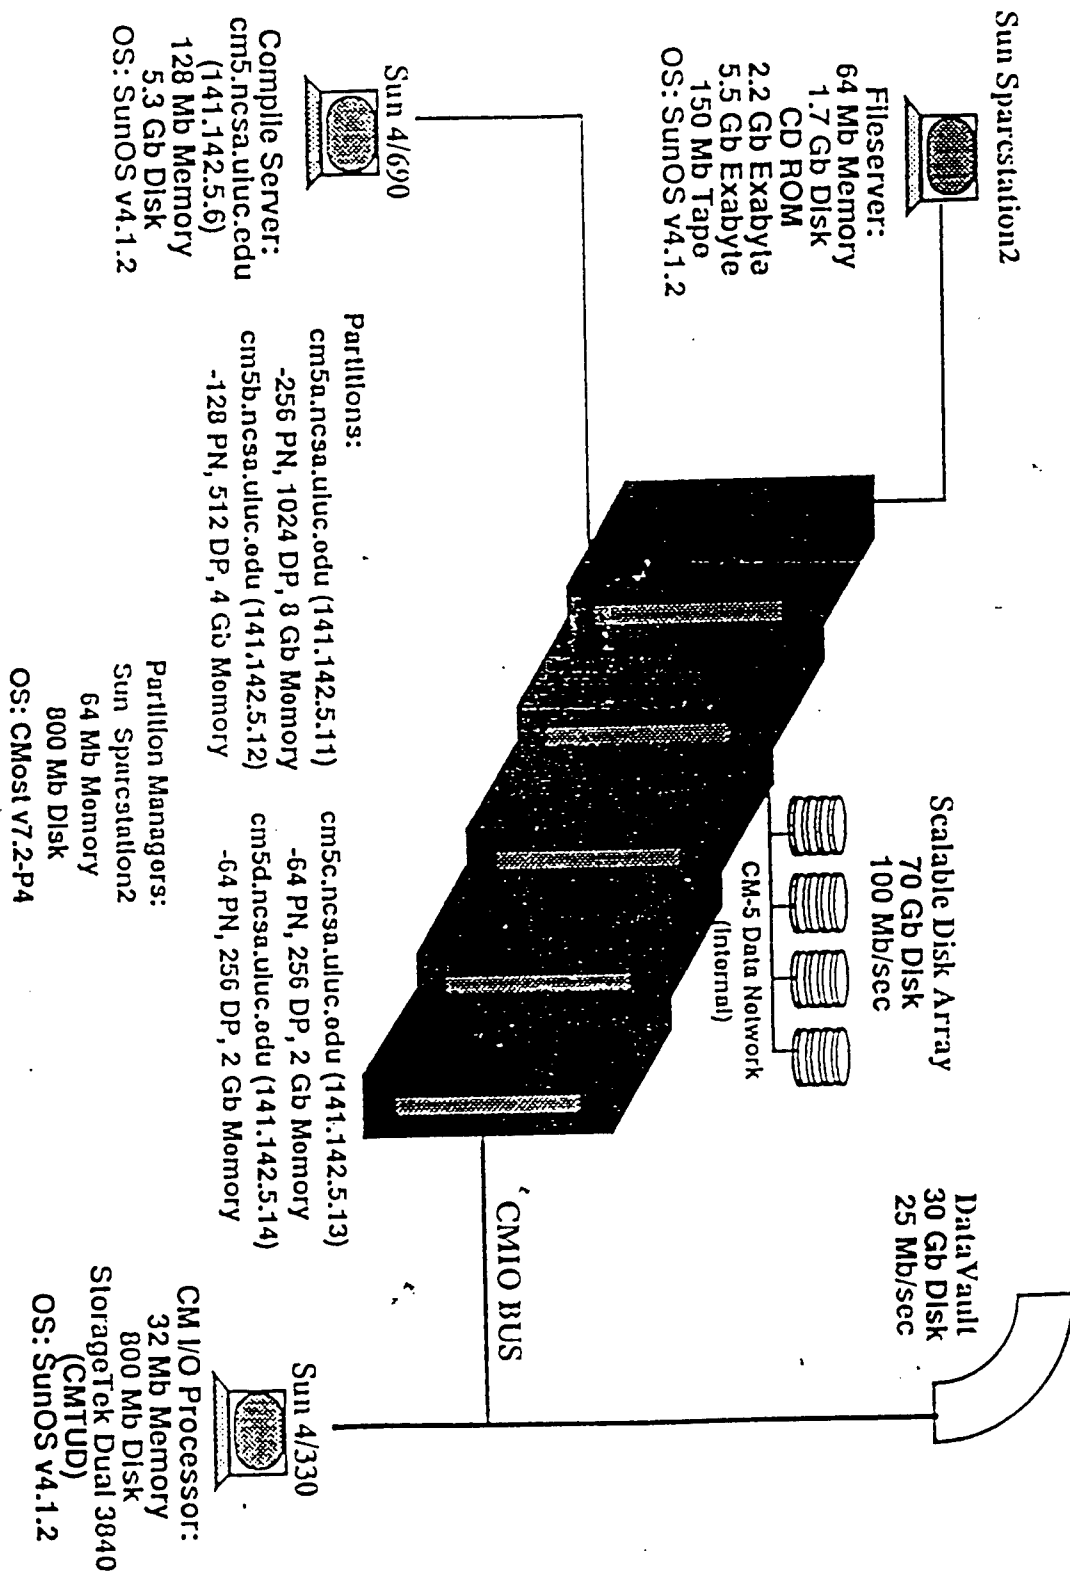 Sun Sparcstation2
Fileserver:
64 Mb Memory
1.7 Gb Disk
CD ROM
2.2 Gb Exabyte
5.5 Gb Exabyte
150 Mb Tape
OS: SunOS v4.1.2
Scalable Disk Array
70 Gb Disk
100 Mb/sec
CM-5 Data Network
(Internal)
DataVault
30 Gb Disk
25 Mb/sec
CMIO BUS
Sun 4/690
Compile Server:
cm5.ncsa.uiuc.edu
(141.142.5.6)
128 Mb Memory
5.3 Gb Disk
OS: SunOS v4.1.2
Partitions:
cm5a.ncsa.uiuc.edu (141.142.5.11)
-256 PN, 1024 DP, 8 Gb Memory
cm5b.ncsa.uiuc.edu (141.142.5.12)
-128 PN, 512 DP, 4 Gb Memory
cm5c.ncsa.uiuc.edu (141.142.5.13)
-64 PN, 256 DP, 2 Gb Memory
cm5d.ncsa.uiuc.edu (141.142.5.14)
-64 PN, 256 DP, 2 Gb Memory
Partition Managers:
Sun Sparcstation2
64 Mb Memory
800 Mb Disk
OS: CMost v7.2-P4
Sun 4/330
CM I/O Processor:
32 Mb Memory
800 Mb Disk
StorageTek Dual 3840
(CMTUD)
OS: SunOS v4.1.2